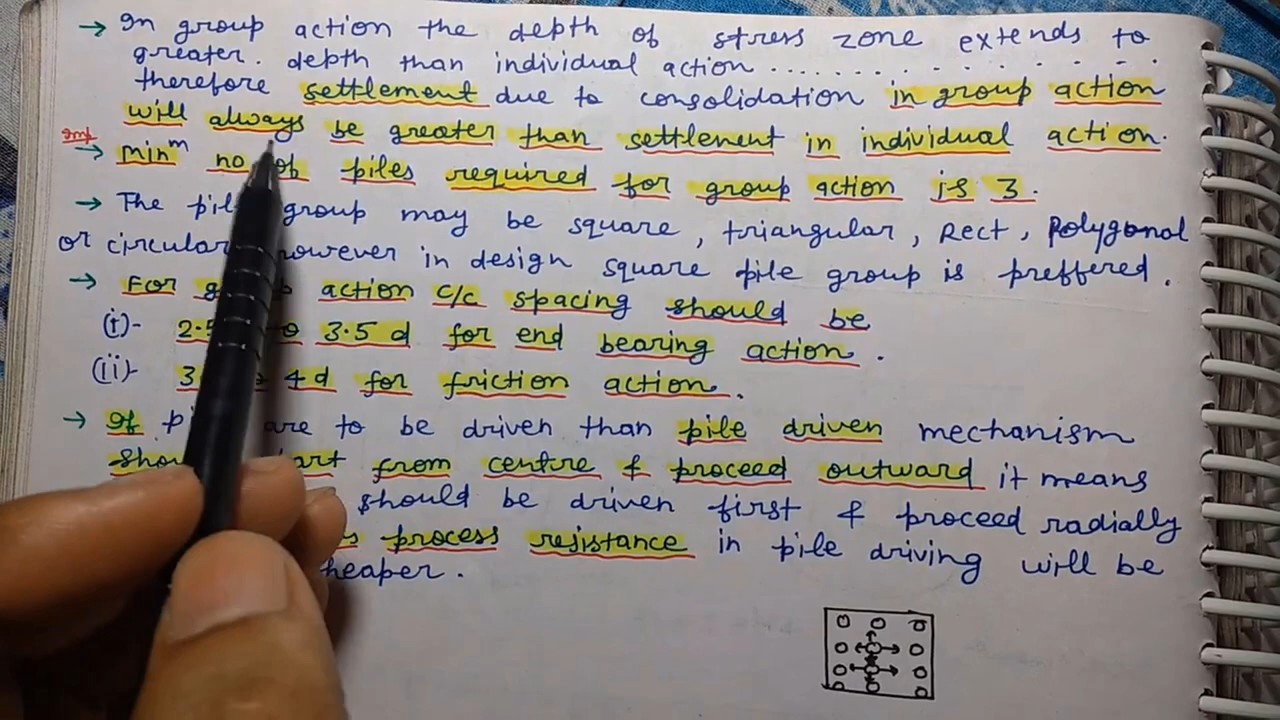 → In group action the depth of stress zone extends to
greater. depth than individual action ............
therefore settlement due to consolidation in group action
will always be greater than settlement in individual action.
Imp
→ minᵐ no of piles required for group action is 3.
→ The group may be square, triangular, Rect, Polygonal
or circular however in design square pile group is preffered.
→ For action c/c spacing should be
(i)- 3.5 d for end bearing action.
(ii)- 3 4d for friction action.
→ If are to be driven than pile driven mechanism
from centre & proceed outward it means
should be driven first & proceed radially
process resistance in pile driving will be
heaper.